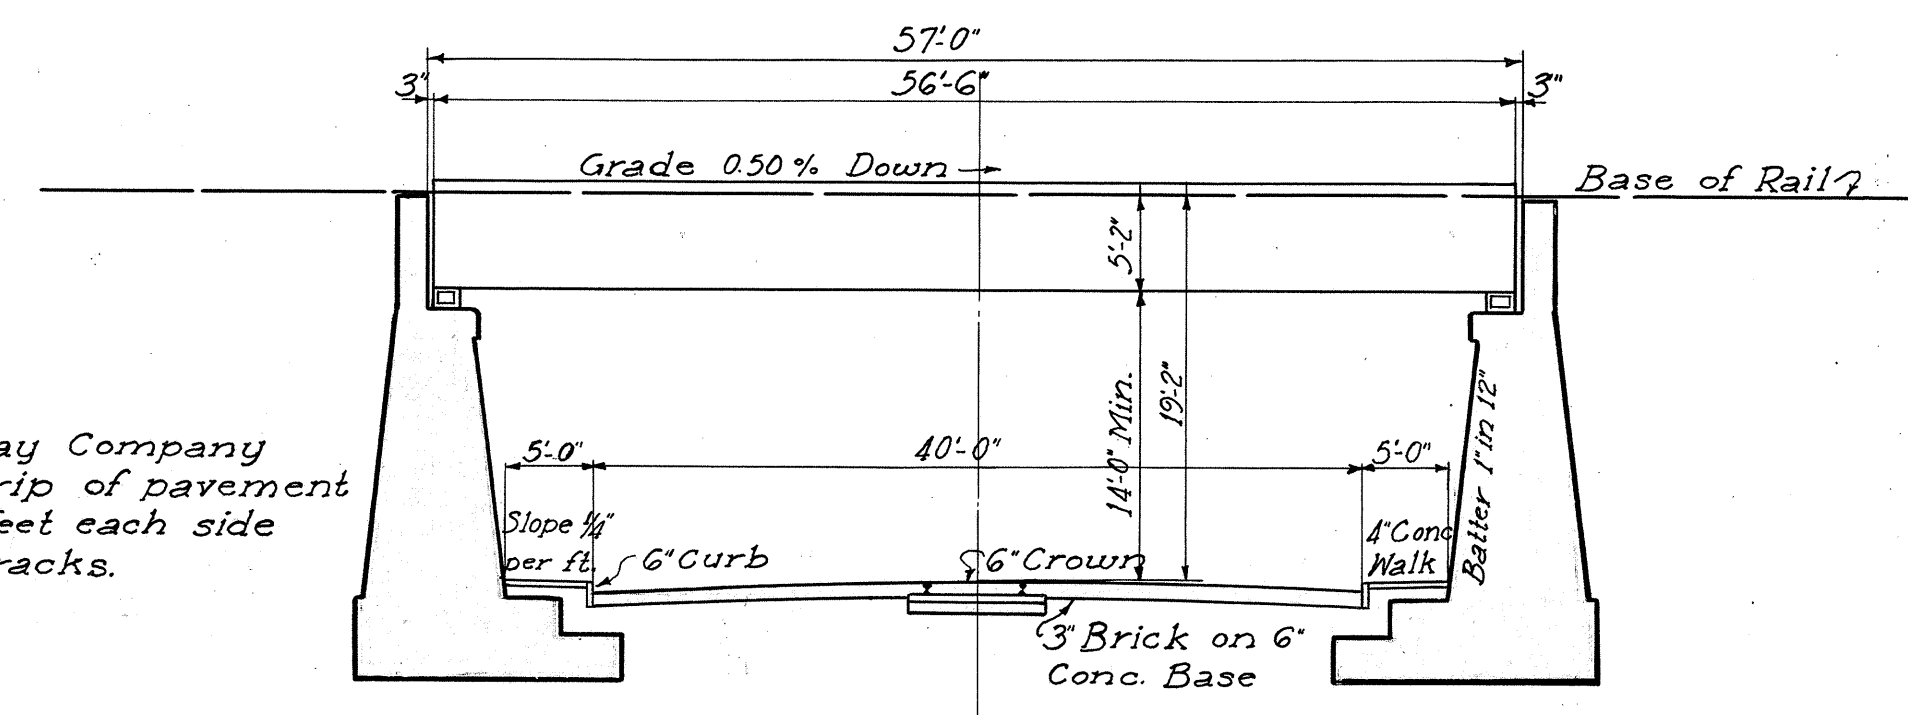 57'-0"
3" 56'-6" 3"
Grade 0.50% Down
Base of Rail
5'-2"
14'-0" Min.
19'-2"
ay Company
rip of pavement
feet each side
racks.
5'-0" 40'-0" 5'-0"
Slope ¼"
per ft.
6" Curb
6" Crown
4" Conc
Walk
Batter 1" in 12"
3" Brick on 6"
Conc. Base